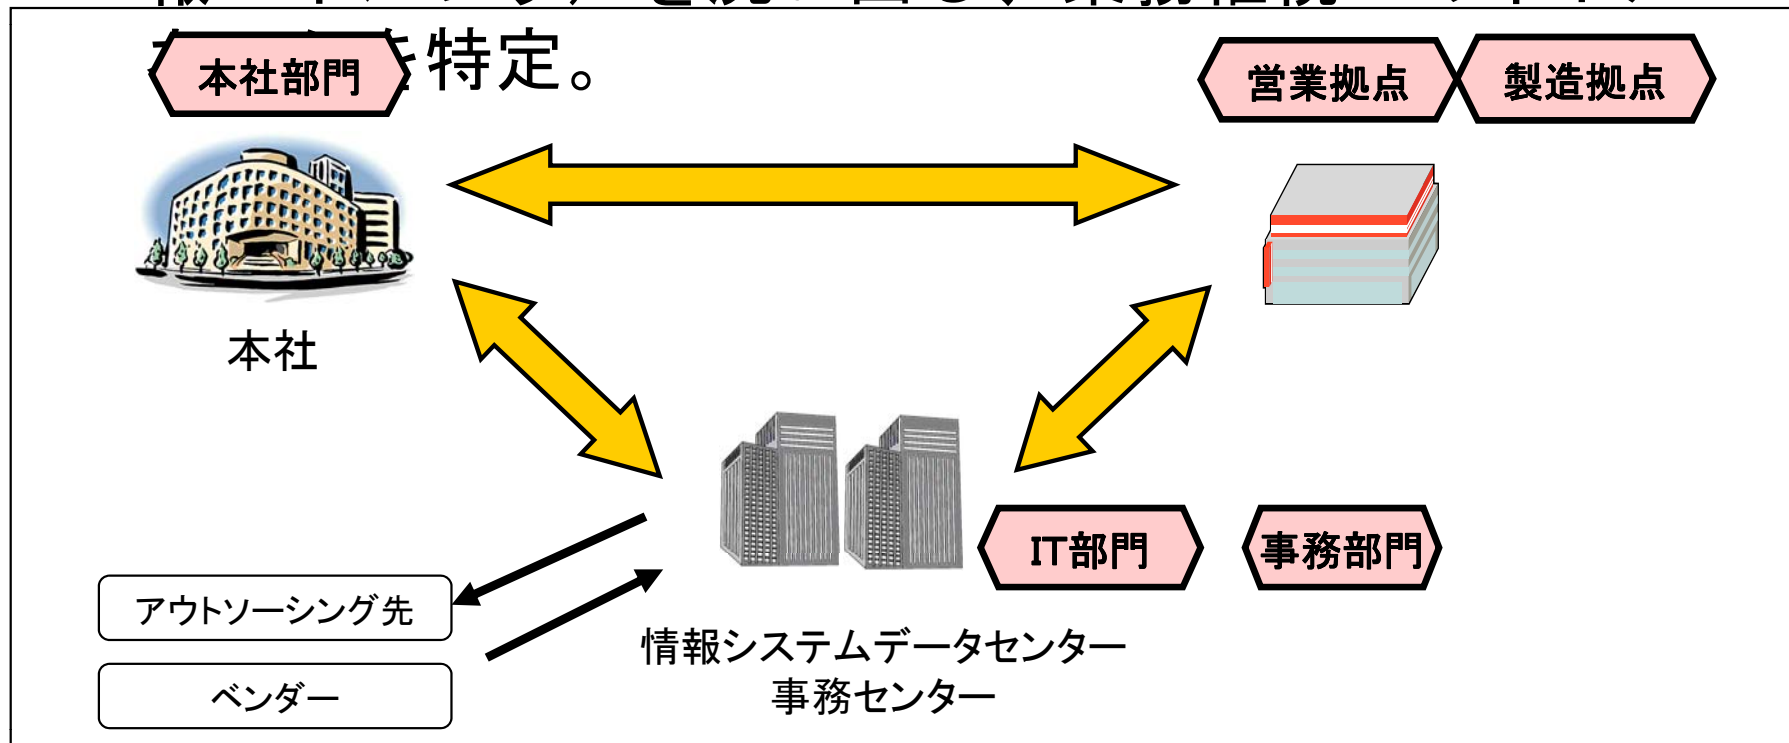 を特定。
本社部門
営業拠点
製造拠点
本社
IT部門
事務部門
アウトソーシング先
情報システムデータセンター
ベンダー
事務センター